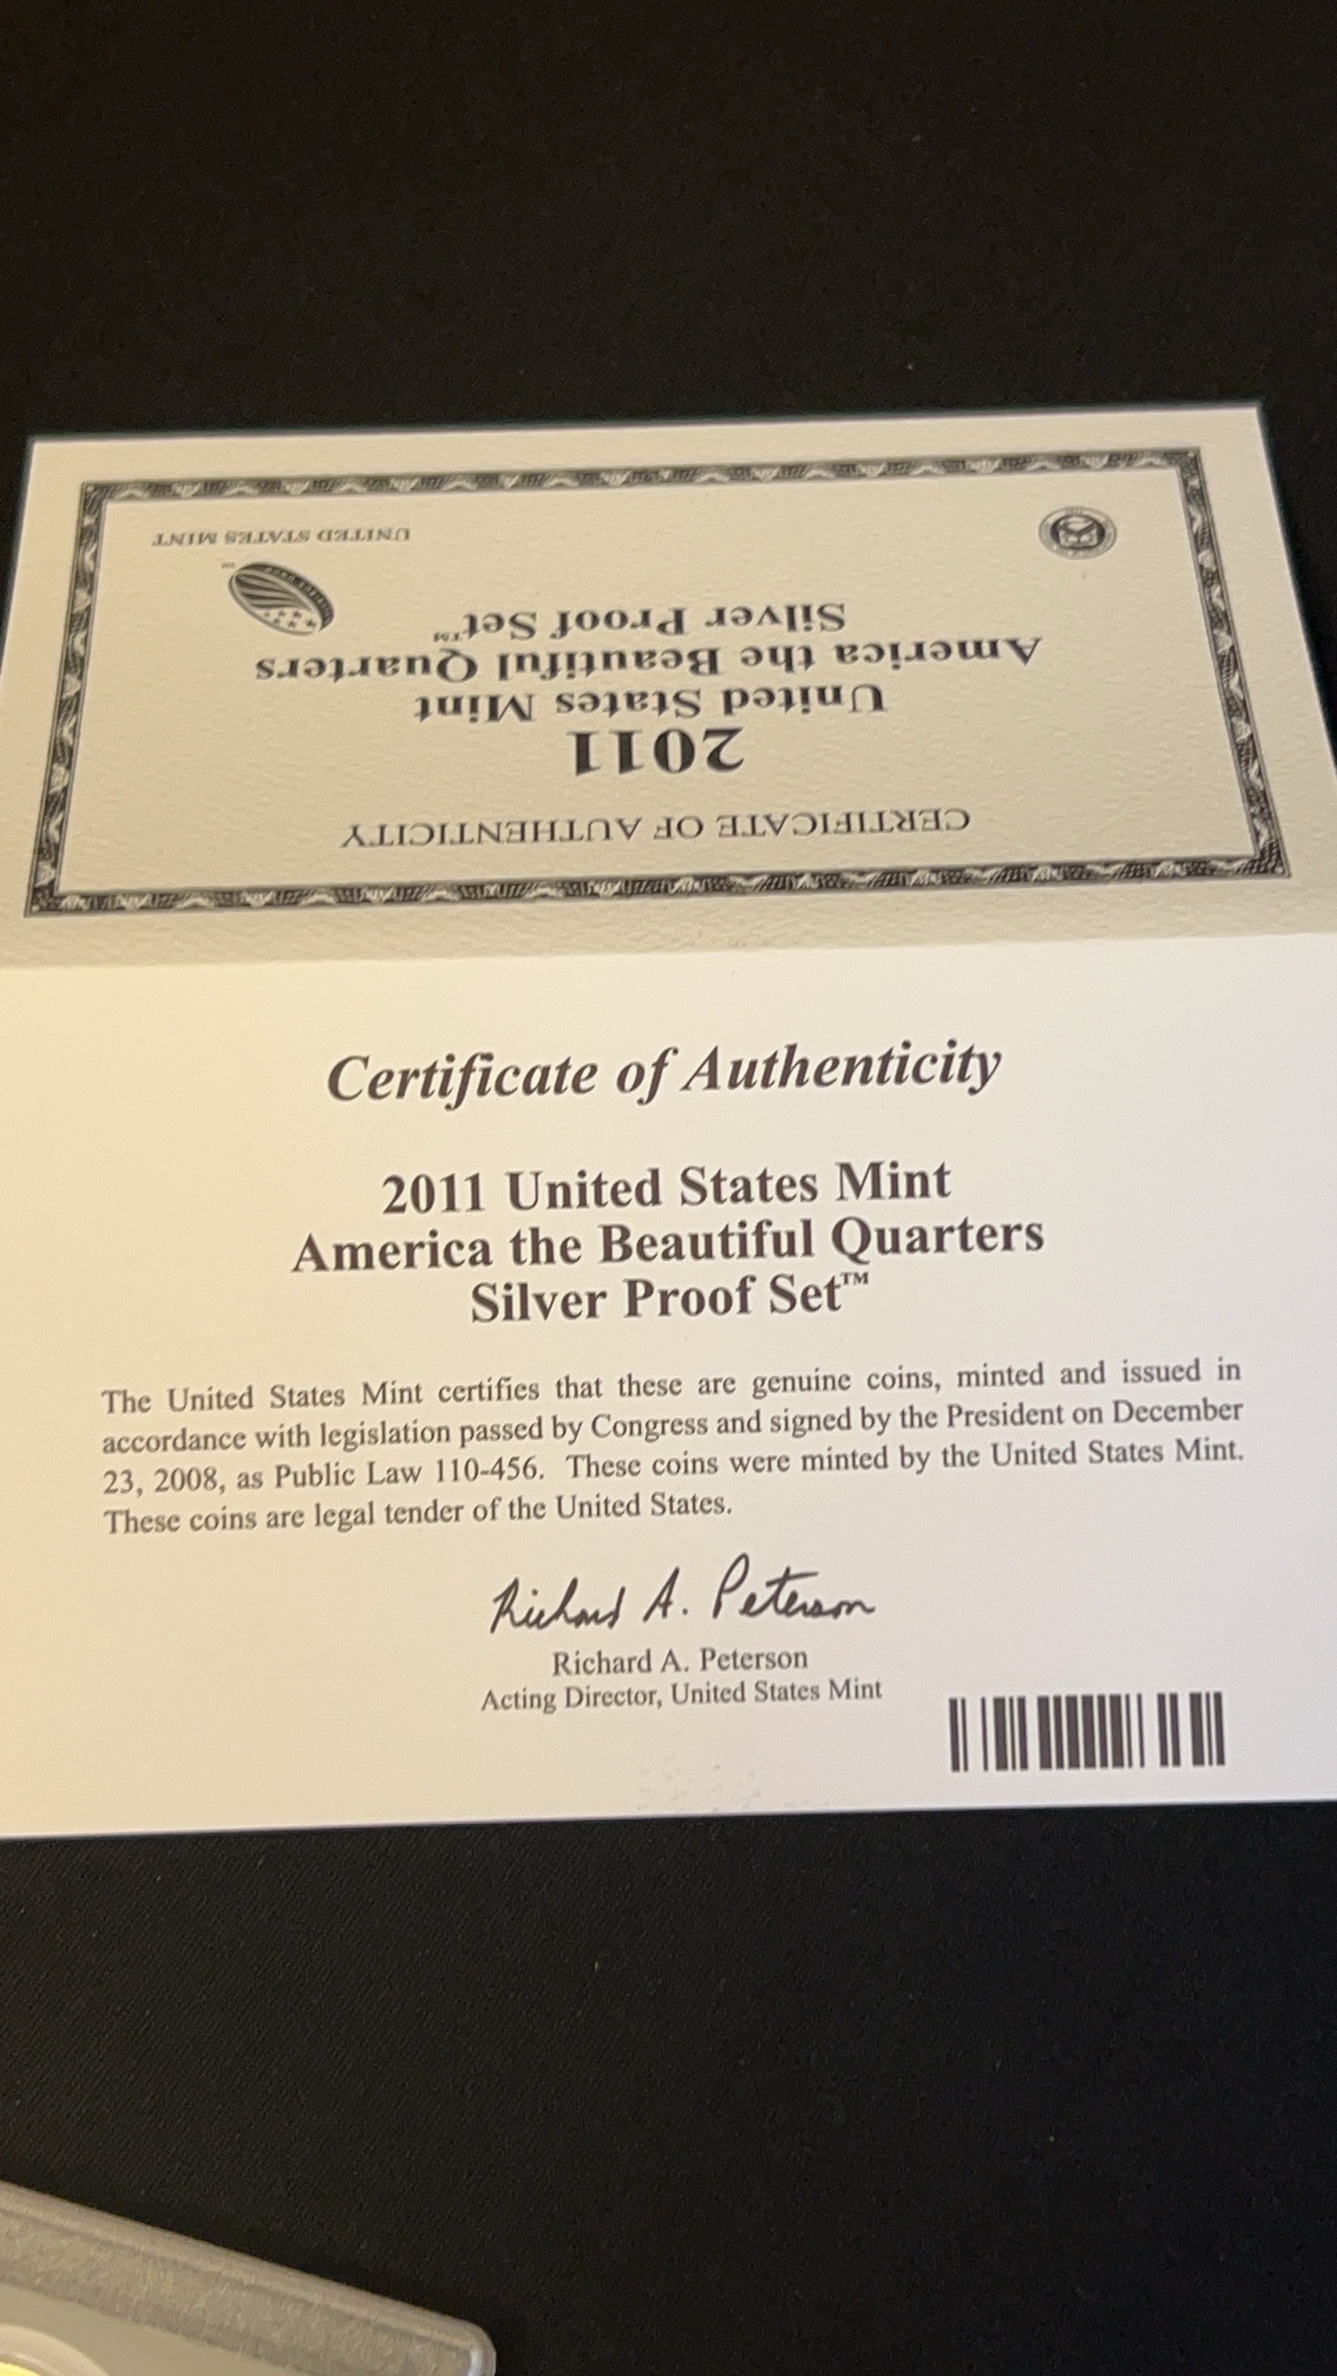 UNITED STATES MINT
CERTIFICATE OF AUTHENTICITY
2011
United States Mint
America the Beautiful Quarters
Silver Proof Set™
Certificate of Authenticity
2011 United States Mint
America the Beautiful Quarters
Silver Proof Set™
The United States Mint certifies that these are genuine coins, minted and issued in
accordance with legislation passed by Congress and signed by the President on December
23, 2008, as Public Law 110-456. These coins were minted by the United States Mint.
These coins are legal tender of the United States.
Richard A. Peterson
Richard A. Peterson
Acting Director, United States Mint